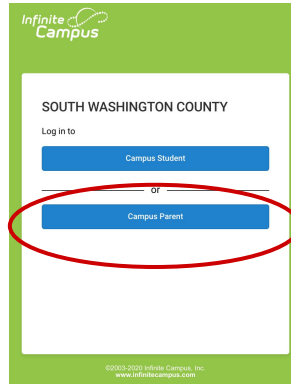 Infinite
Campus
SOUTH WASHINGTON COUNTY
Log in to
Campus Student
or
Campus Parent
©2003-2020 Infinite Campus, Inc.
www.infinitecampus.com